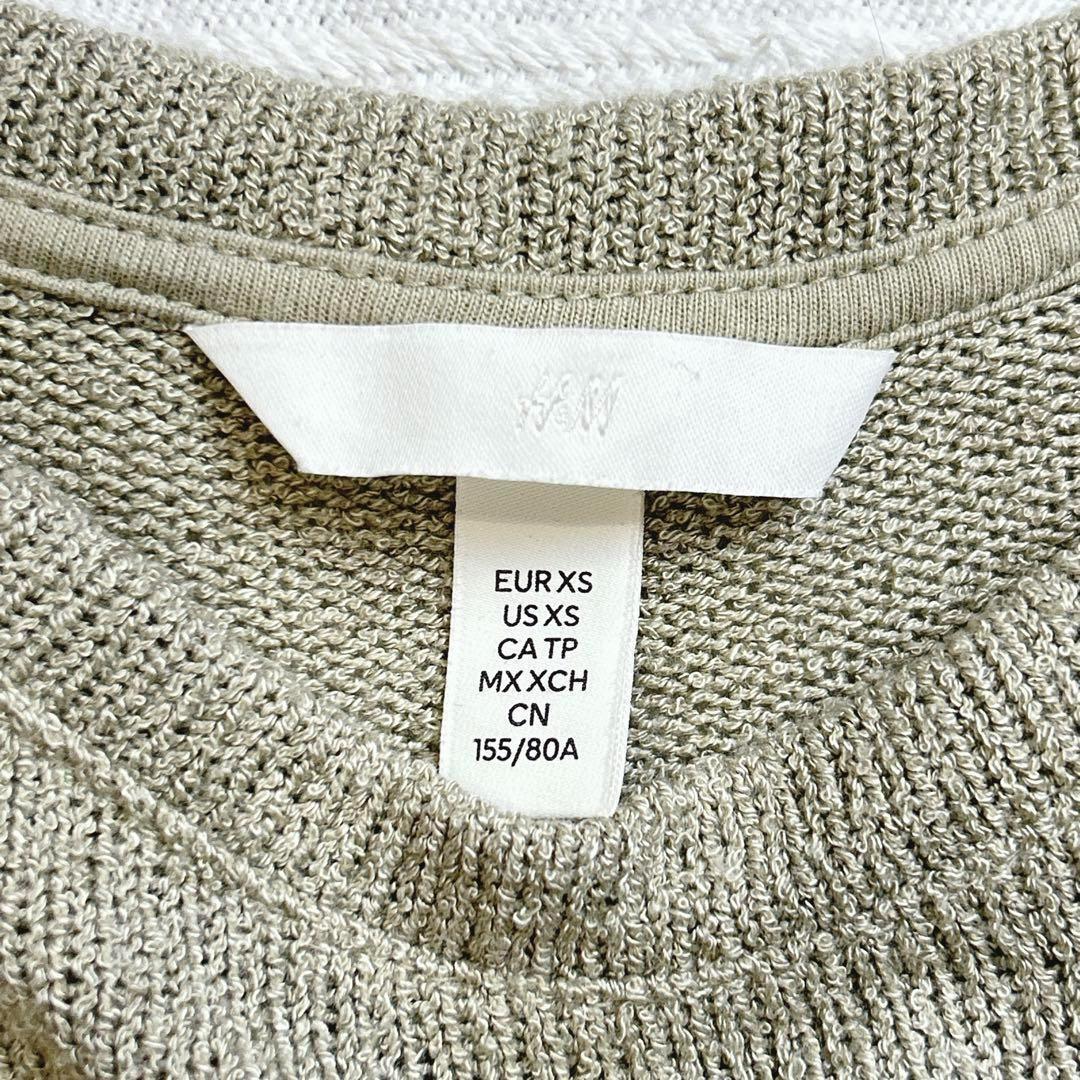 H&M
EUR XS
US XS
CA TP
MX XCH
CN
155/80A